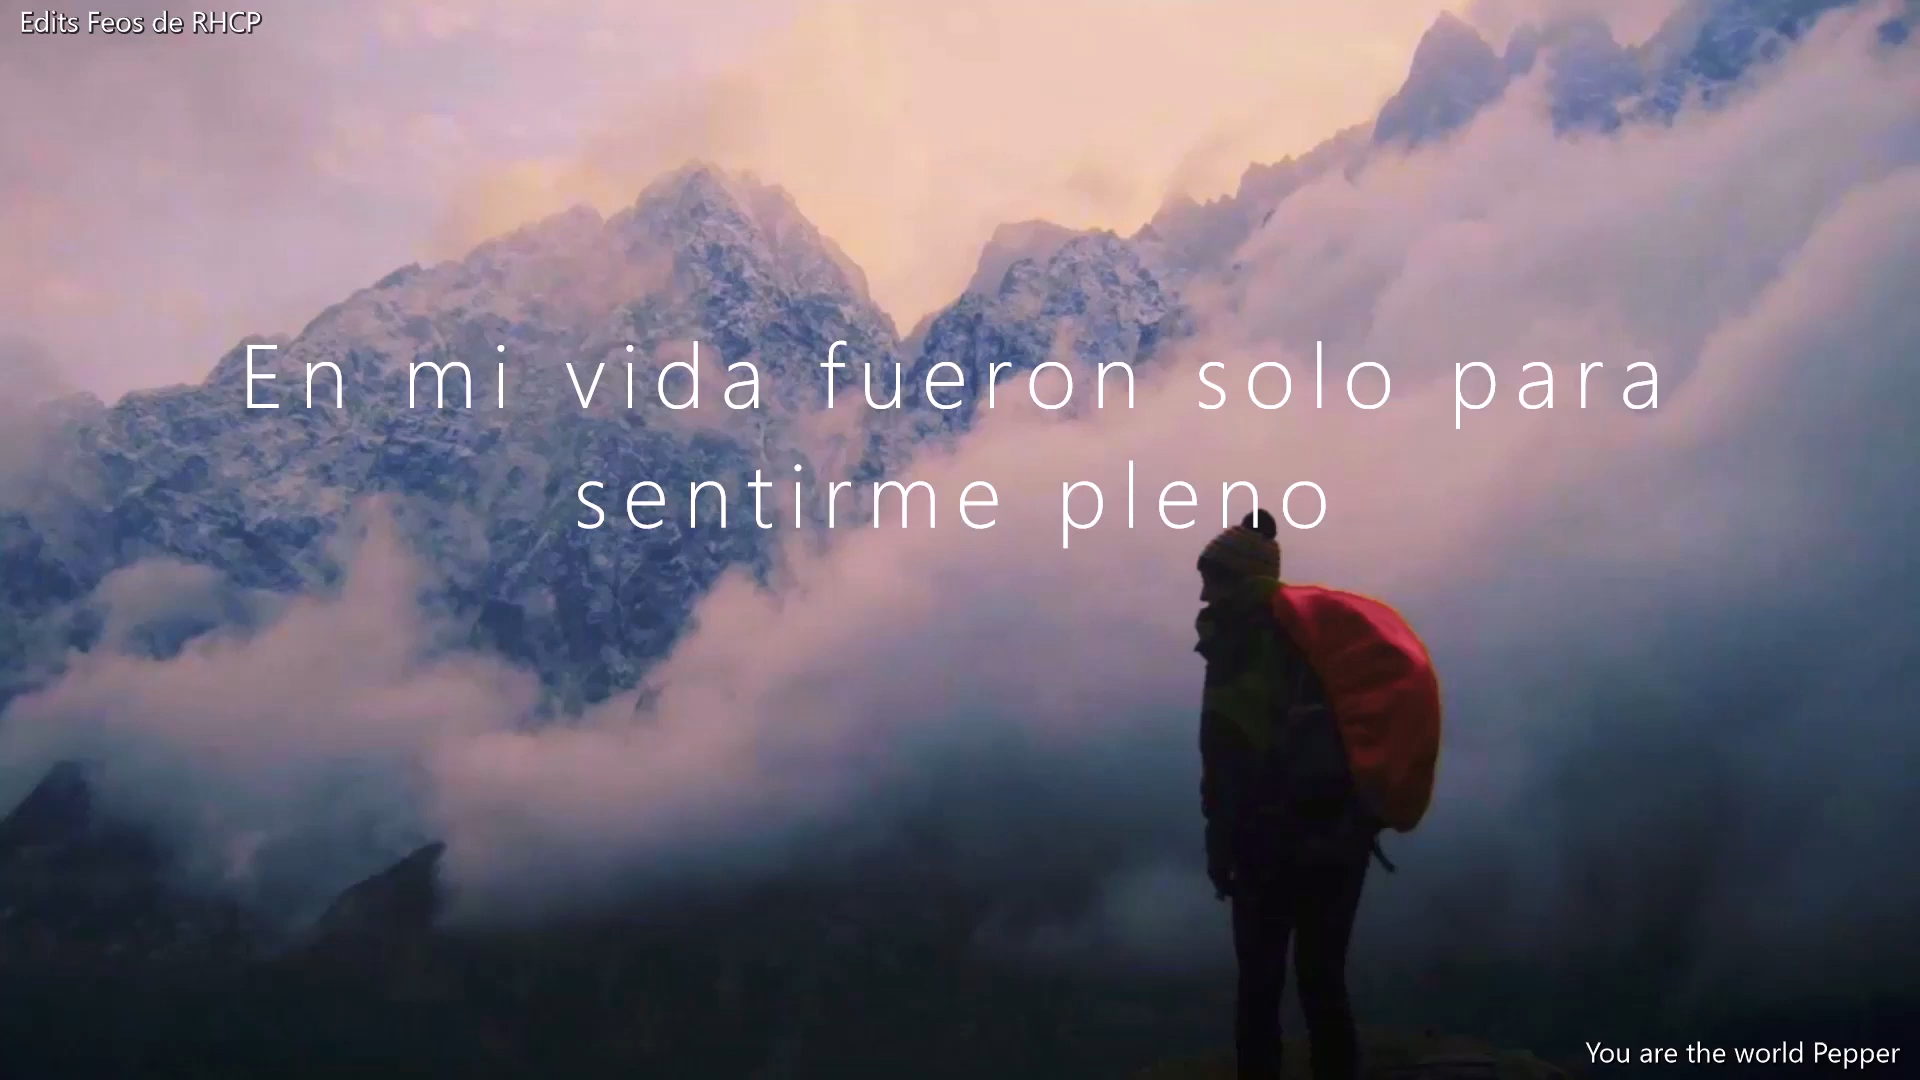 Edits Feos de RHCP
En mi vida fueron solo para
sentirme pleno
You are the world Pepper